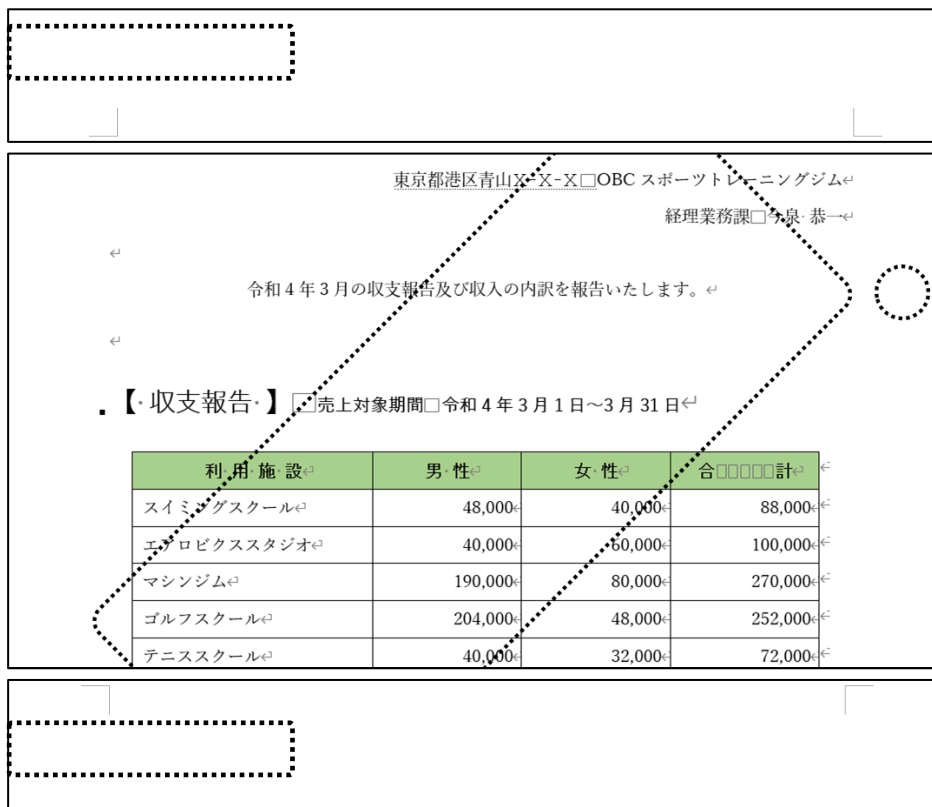 東京都港区青山X-X-X□OBC スポーツトレーニングジム
経理業務課□今泉 恭一
令和 4 年 3 月の収支報告及び収入の内訳を報告いたします。
【 収支報告 】□売上対象期間□令和 4 年 3 月 1 日～3 月 31 日
利 用 施 設 男 性 女 性 合□□□□□計
スイミングスクール 48,000 40,000 88,000
エアロビクススタジオ 40,000 60,000 100,000
マシンジム 190,000 80,000 270,000
ゴルフスクール 204,000 48,000 252,000
テニススクール 40,000 32,000 72,000